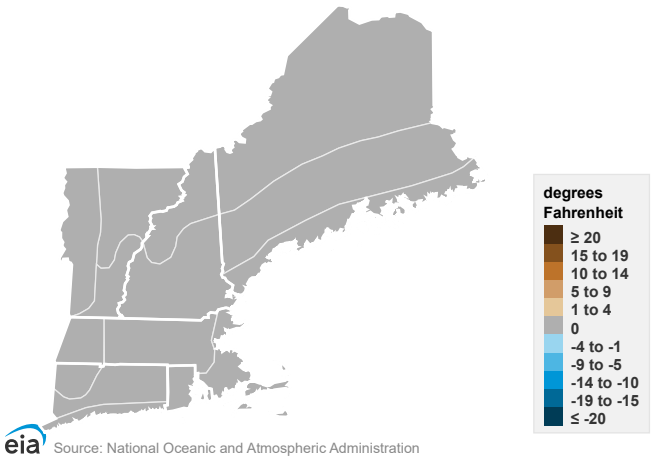 degrees
Fahrenheit
≥ 20
15 to 19
10 to 14
5 to 9
1 to 4
0
-4 to -1
-9 to -5
-14 to -10
-19 to -15
≤ -20
eia
Source: National Oceanic and Atmospheric Administration